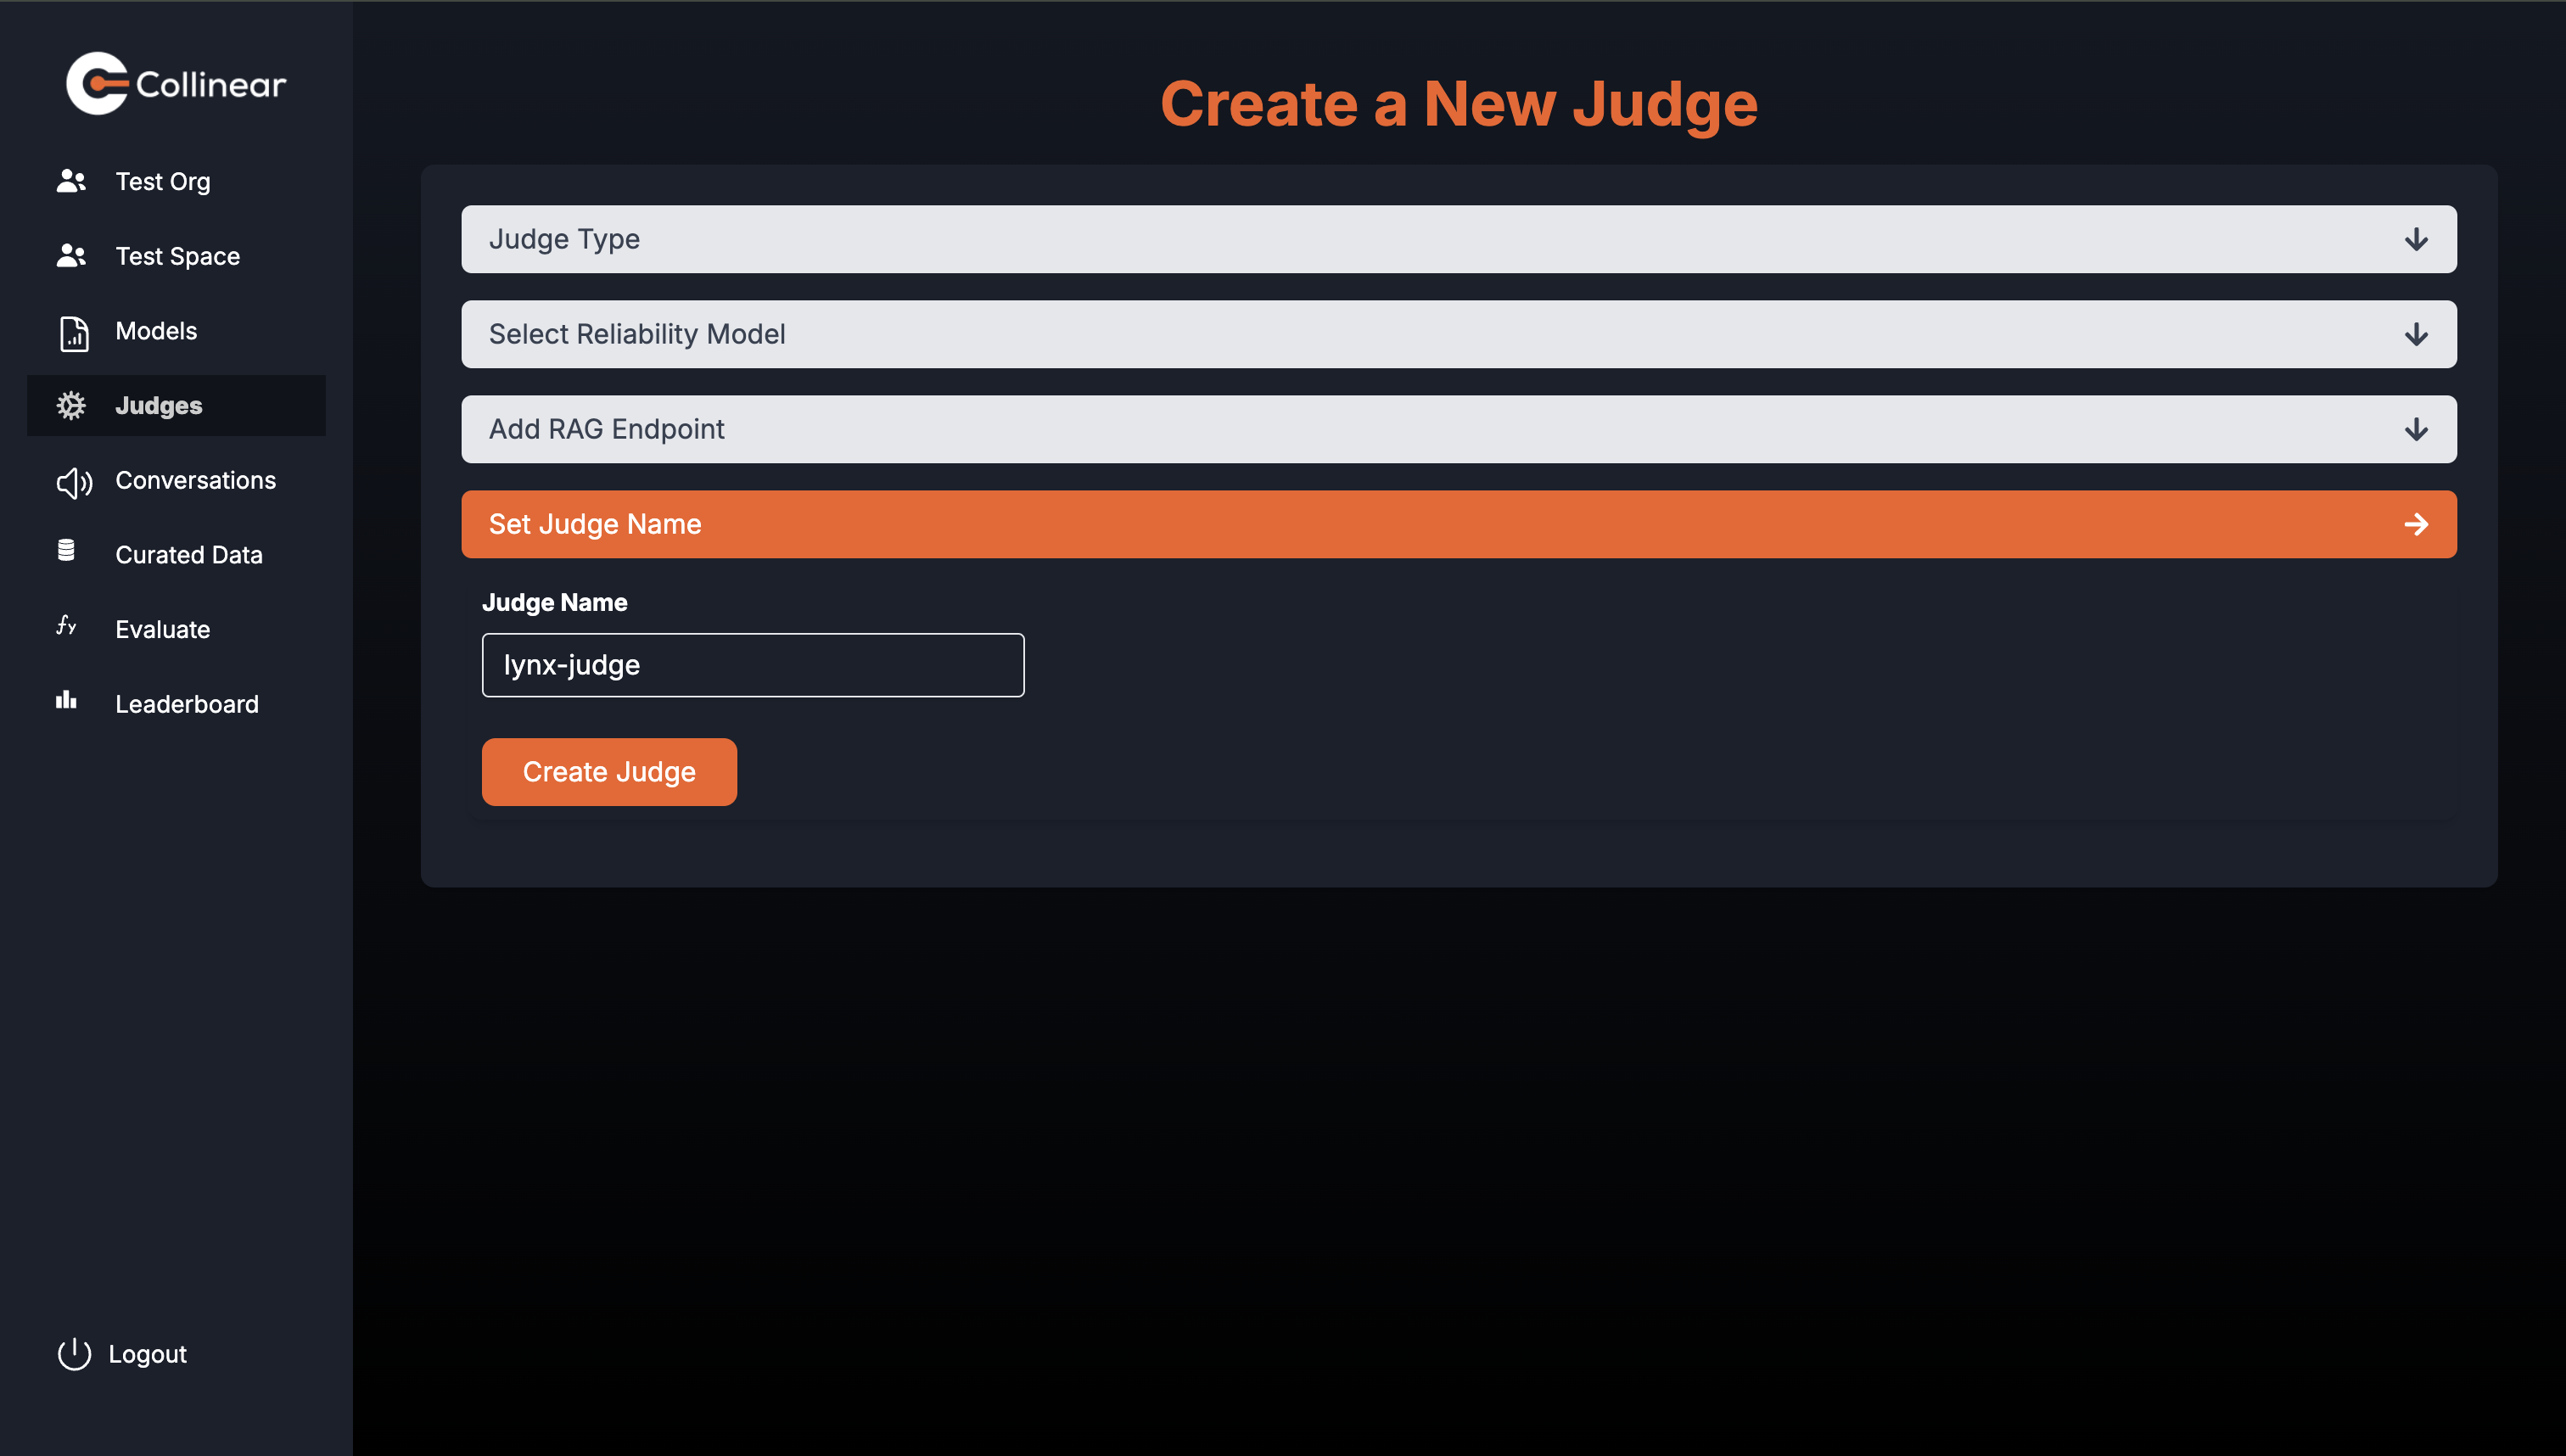 Collinear
Test Org
Test Space
Models
Judges
Conversations
Curated Data
Evaluate
Leaderboard
Logout
Create a New Judge
Judge Type
Select Reliability Model
Add RAG Endpoint
Set Judge Name
Judge Name
lynx-judge
Create Judge